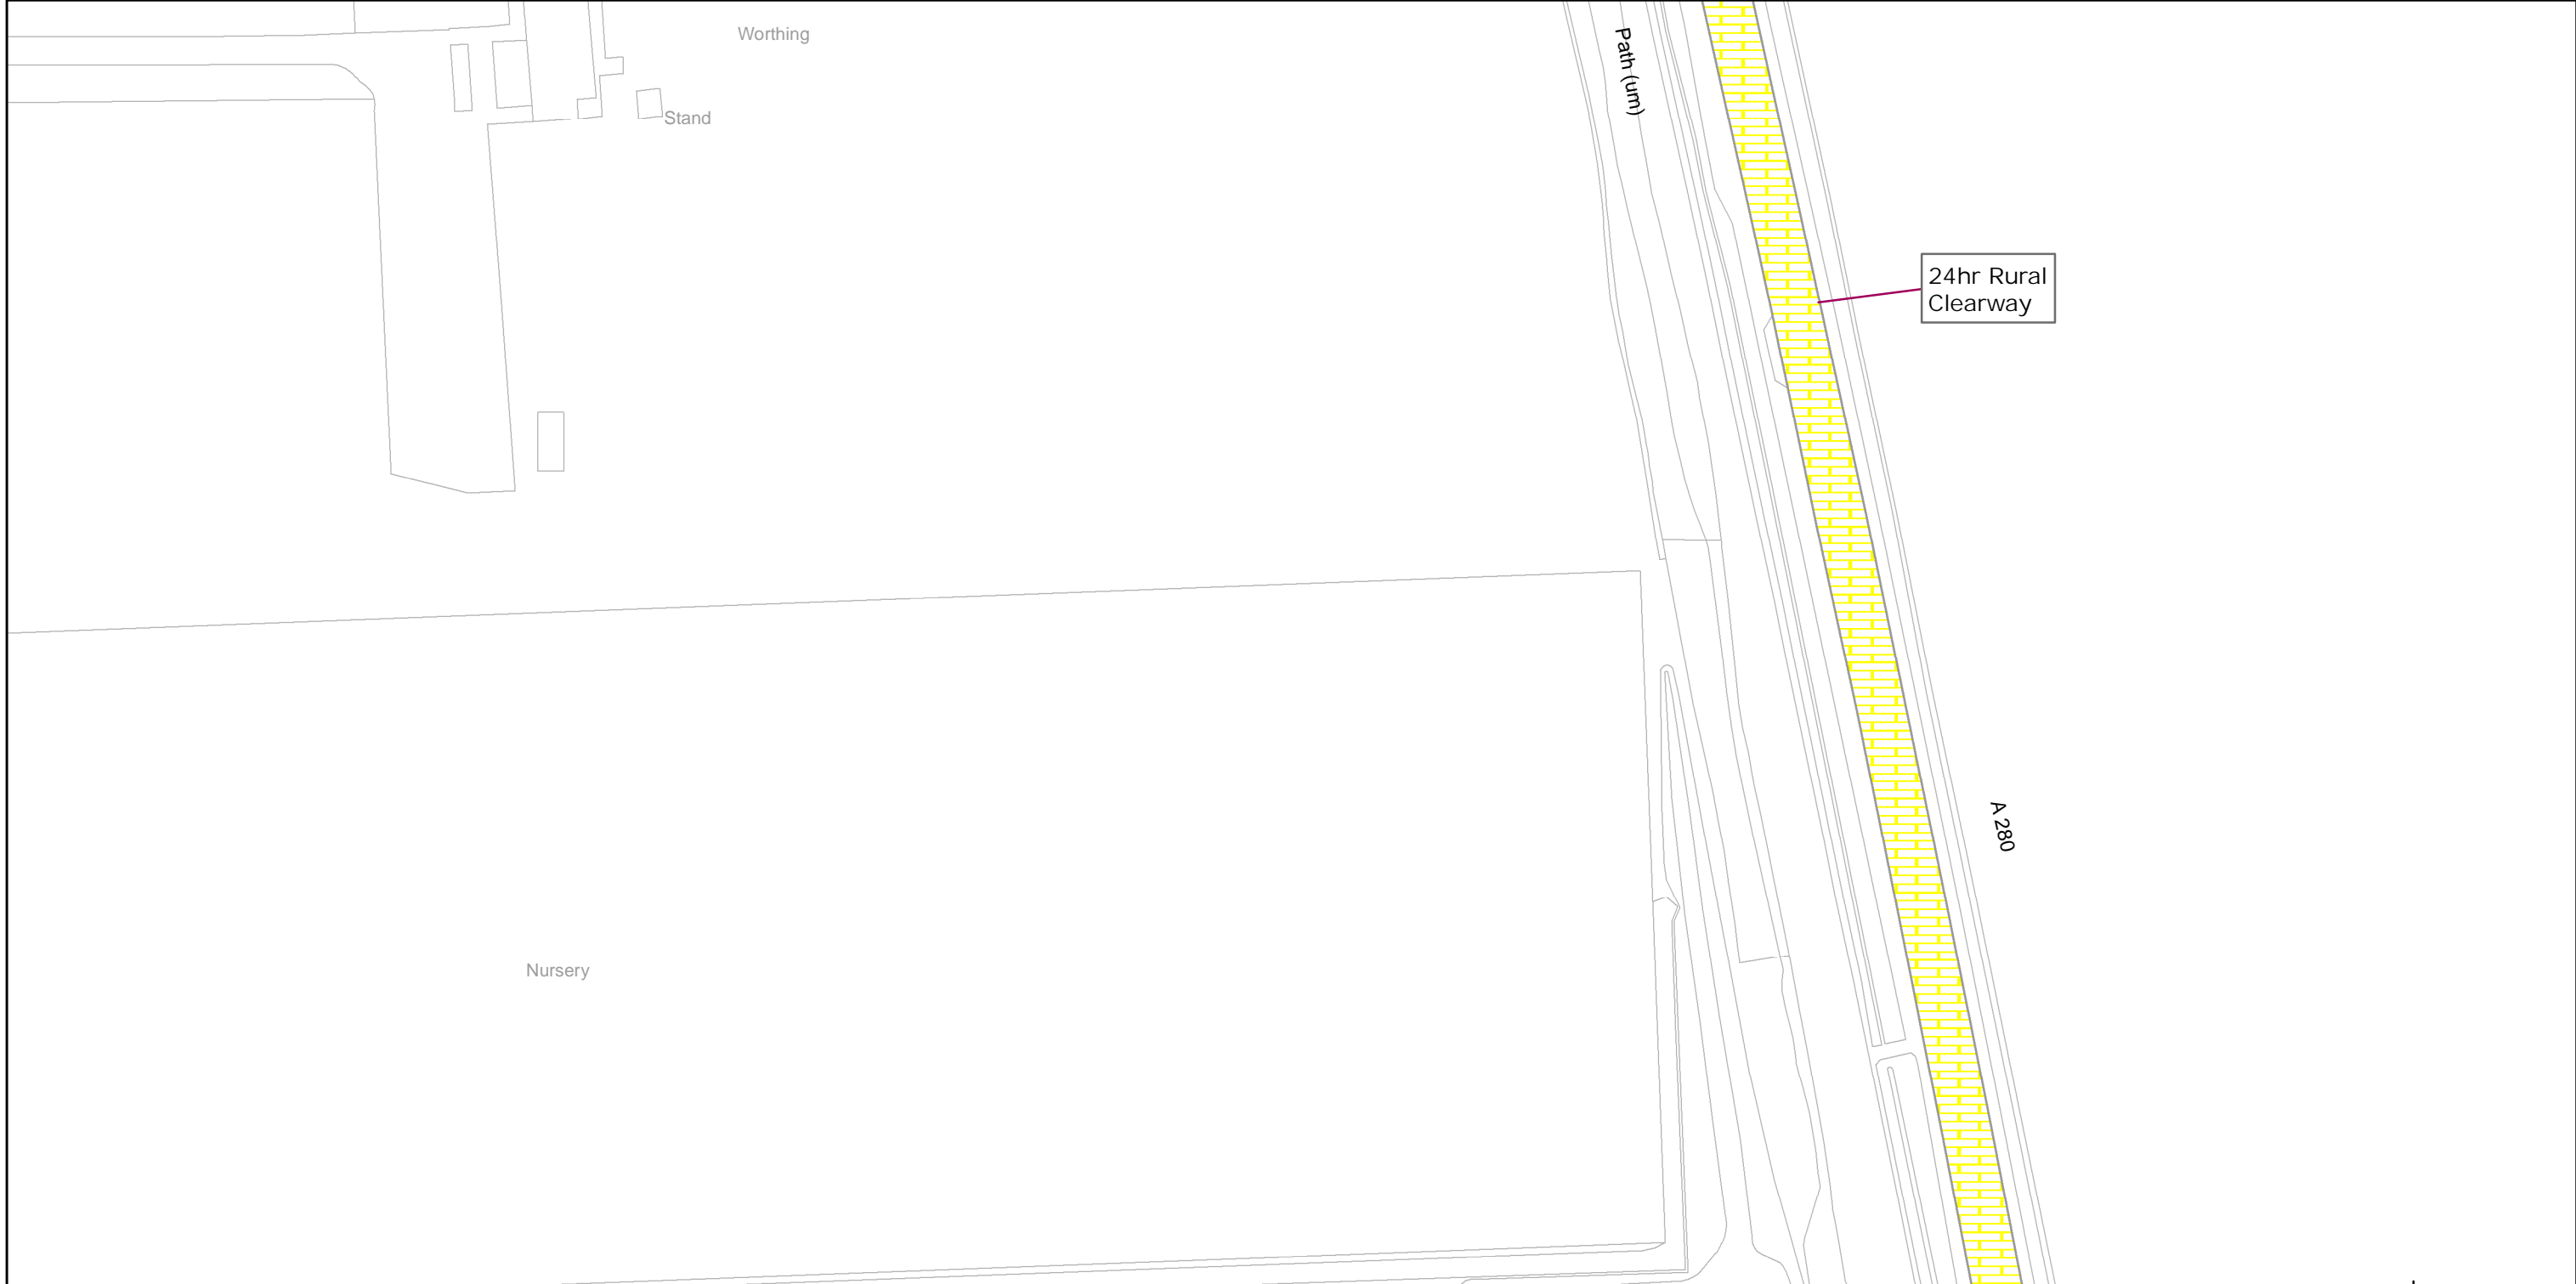 Worthing
Path (um)
Stand
24hr Rural
Clearway
A 280
Nursery